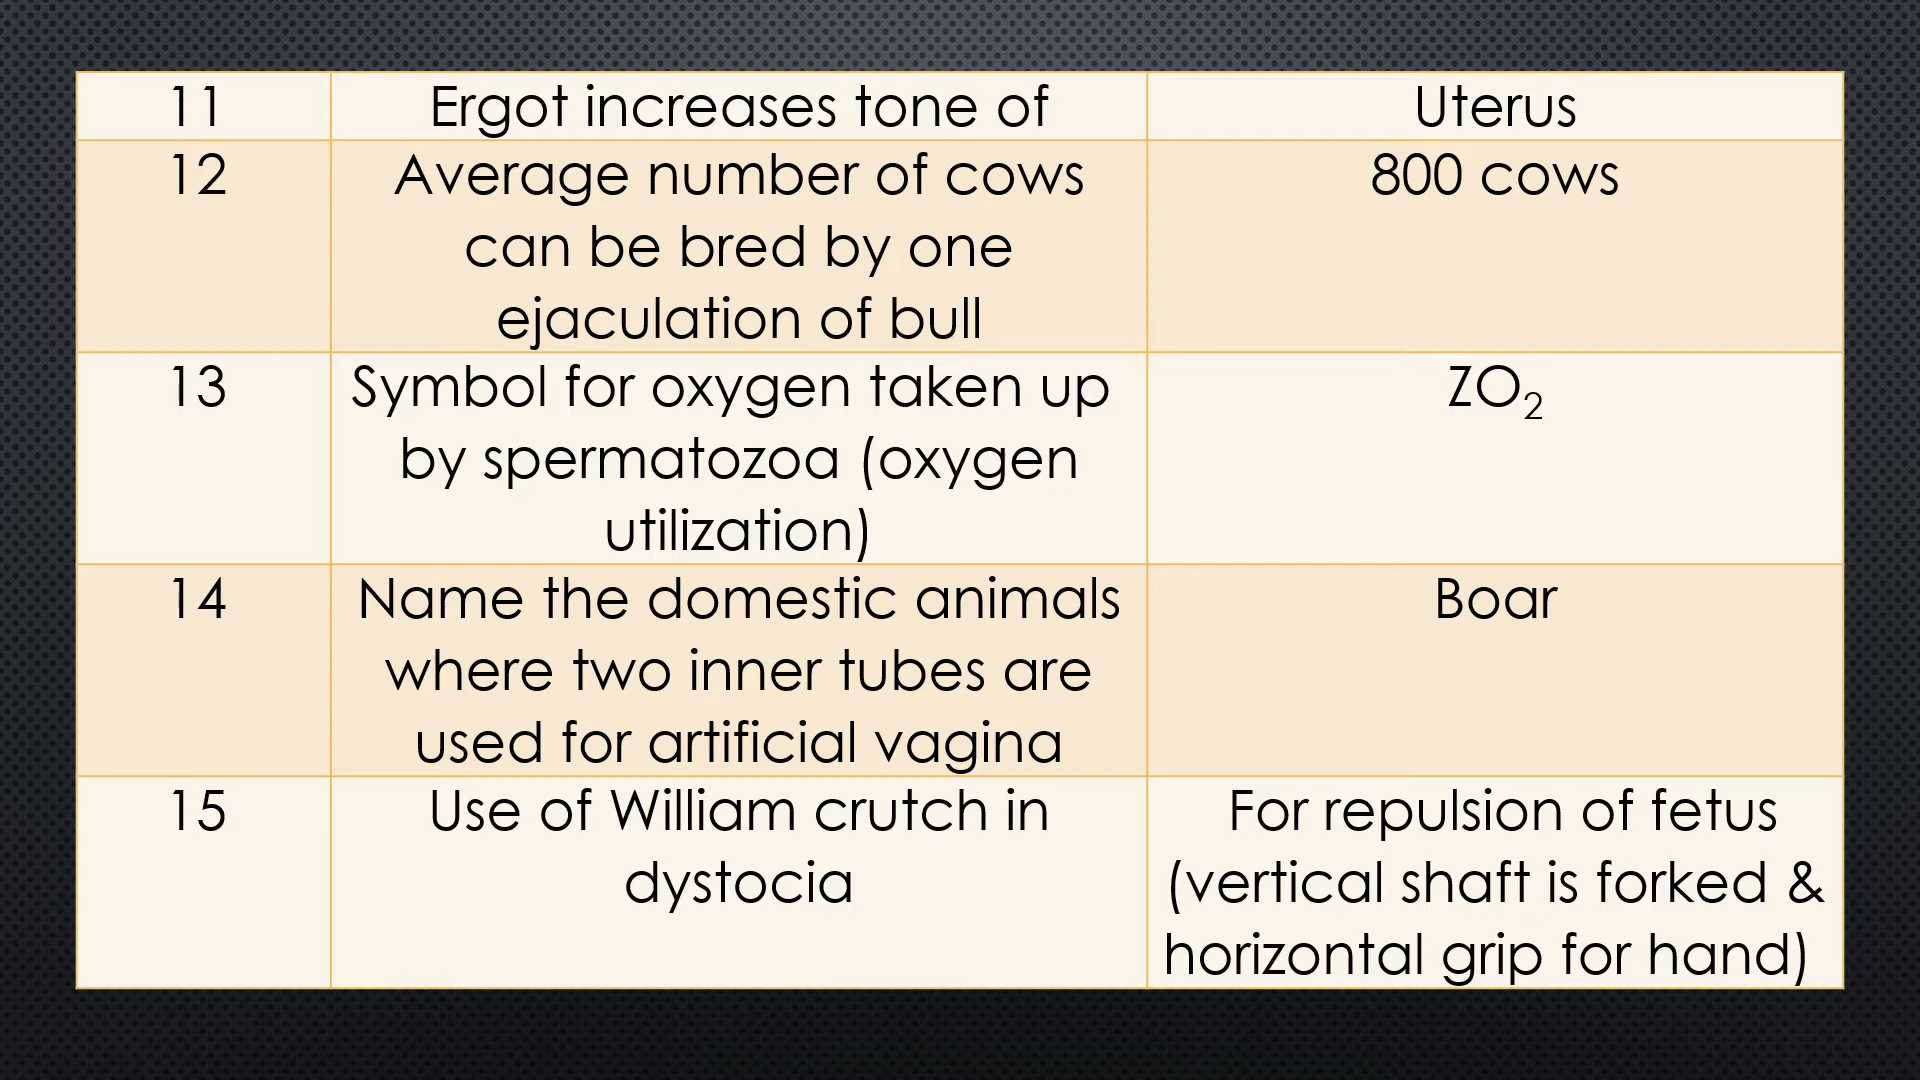 11 Ergot increases tone of Uterus
12 Average number of cows 800 cows
can be bred by one
ejaculation of bull
13 Symbol for oxygen taken up ZO₂
by spermatozoa (oxygen
utilization)
14 Name the domestic animals Boar
where two inner tubes are
used for artificial vagina
15 Use of William crutch in For repulsion of fetus
dystocia (vertical shaft is forked &
horizontal grip for hand)